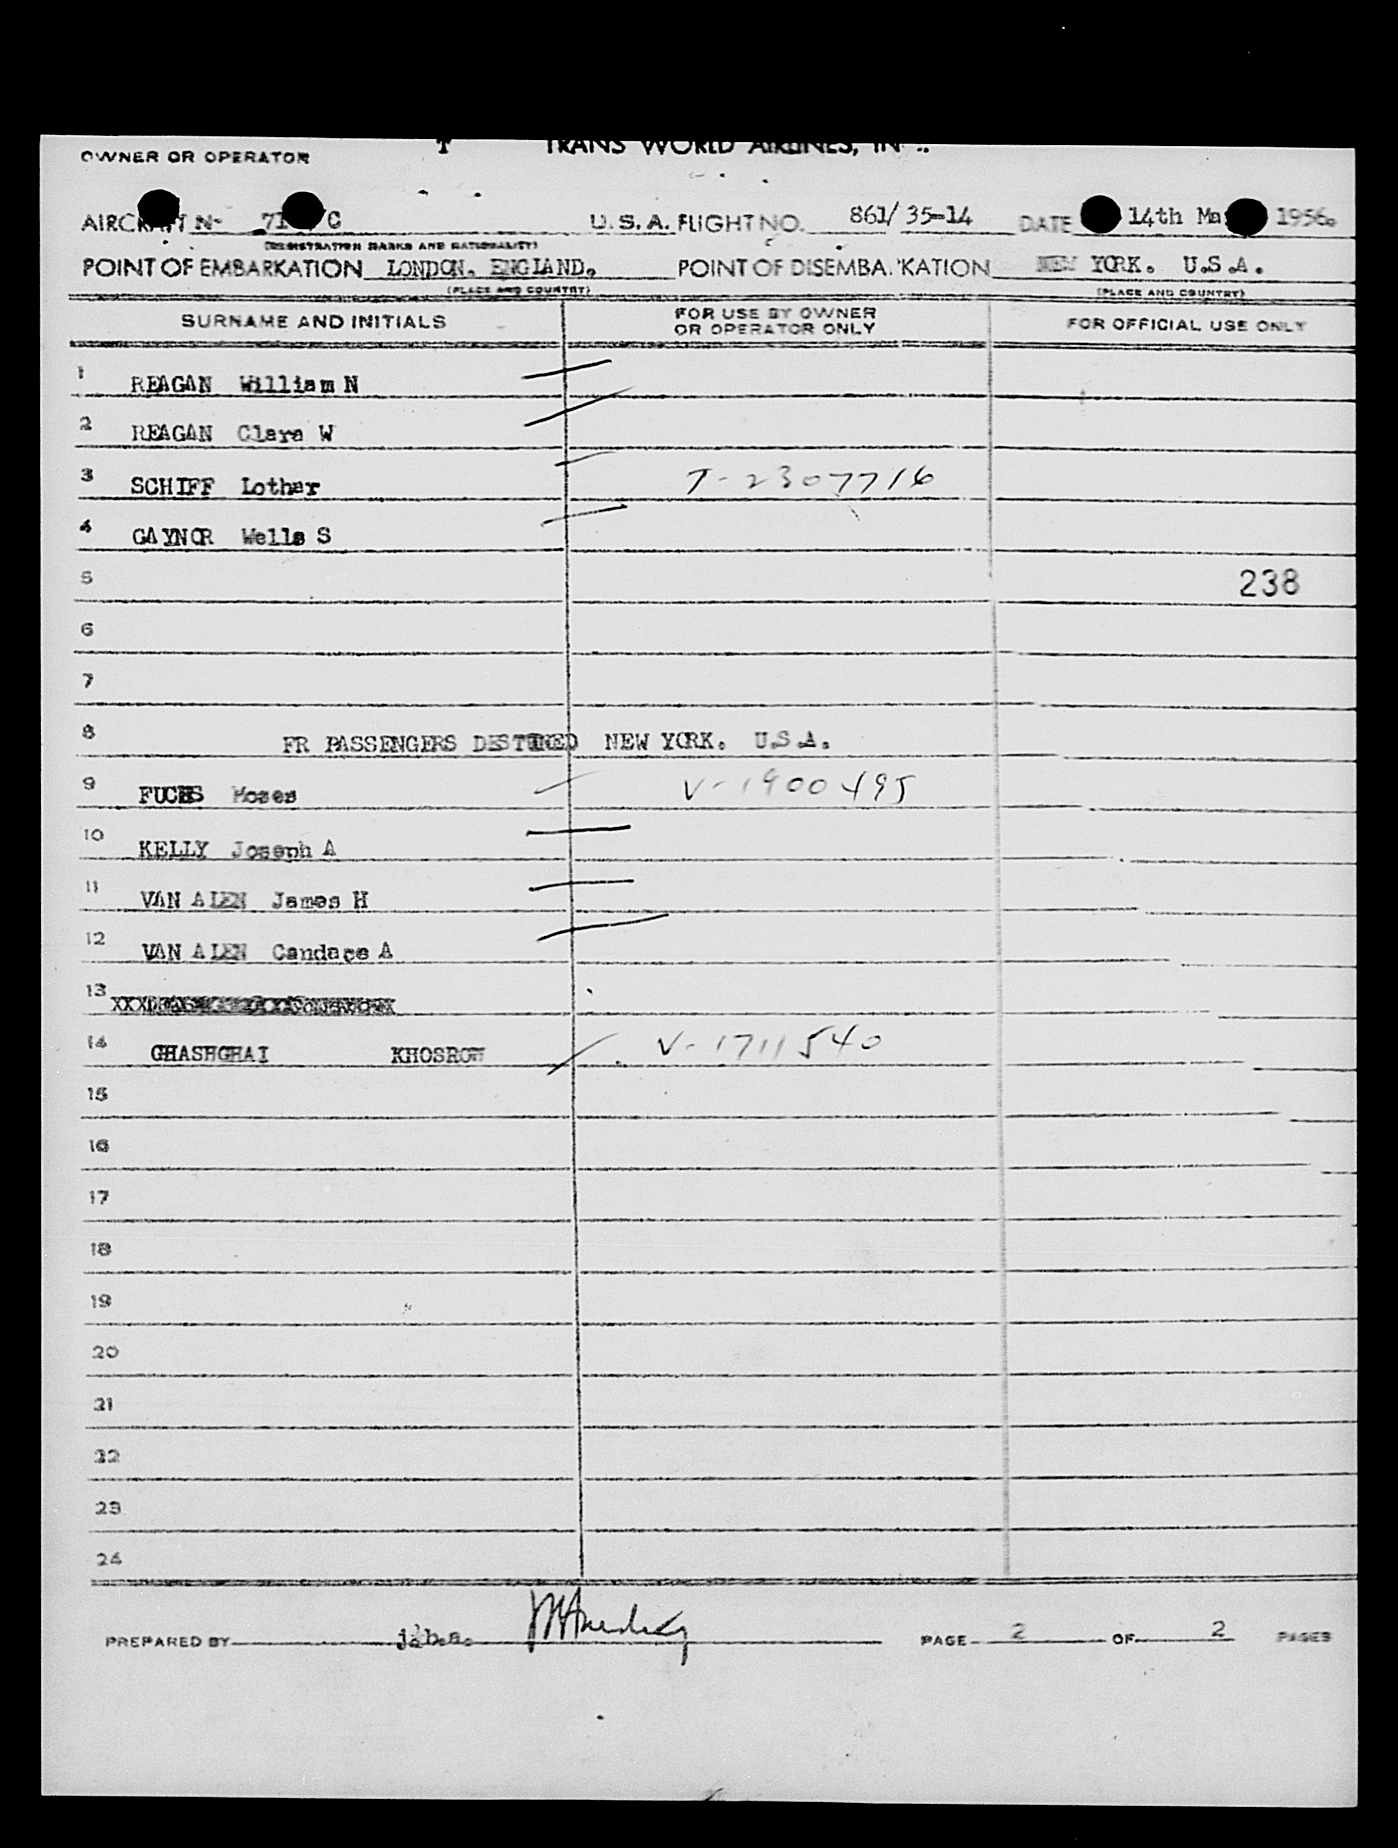 OWNER OR OPERATOR T TRANS WORLD AIRLINES, IN
AIRCRAFT No 71 C U.S.A. FLIGHT NO. 861/35-14 DATE 14th Ma 1956.
(REGISTRATION MARKS AND NATIONALITY)
POINT OF EMBARKATION LONDON. ENGLAND. POINT OF DISEMBA.'KATION NEW YORK. U.S.A.
(PLACE AND COUNTRY) (PLACE AND COUNTRY)
SURNAME AND INITIALS FOR USE BY OWNER OR OPERATOR ONLY FOR OFFICIAL USE ONLY
1 REAGAN William N
2 REAGAN Clara W
3 SCHIFF Lothar T-2307716
4 GAYNOR Wells S
5 238
6
7
8 FR PASSENGERS DESTINED NEW YORK. U.S.A.
9 FUCHS Moses V-1900495
10 KELLY Joseph A
11 VAN ALEN James H
12 VAN ALEN Candace A
13
14 GHASHGHAI KHOSROW V-1711540
15
16
17
18
19
20
21
22
23
24
PREPARED BY j.b.a. PAGE 2 OF 2 PAGES